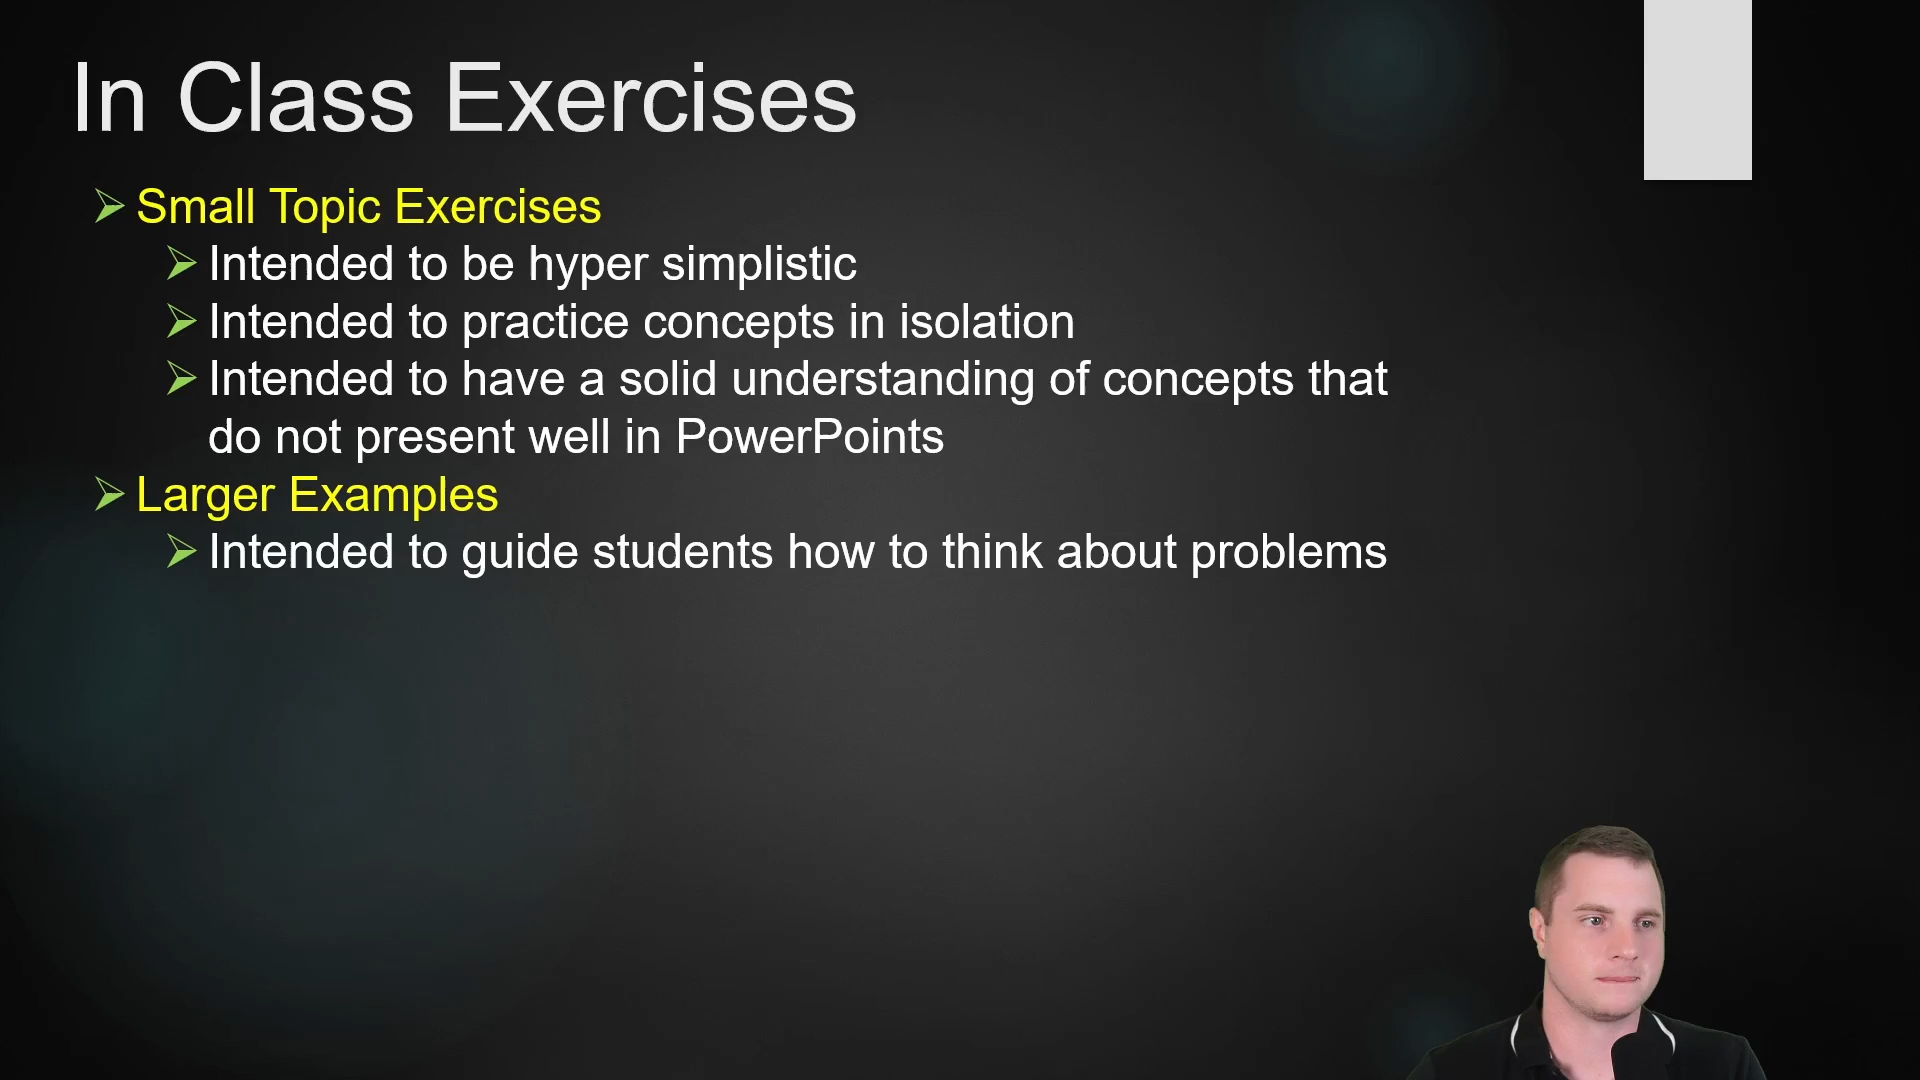 In Class Exercises
Small Topic Exercises
Intended to be hyper simplistic
Intended to practice concepts in isolation
Intended to have a solid understanding of concepts that
do not present well in PowerPoints
Larger Examples
Intended to guide students how to think about problems